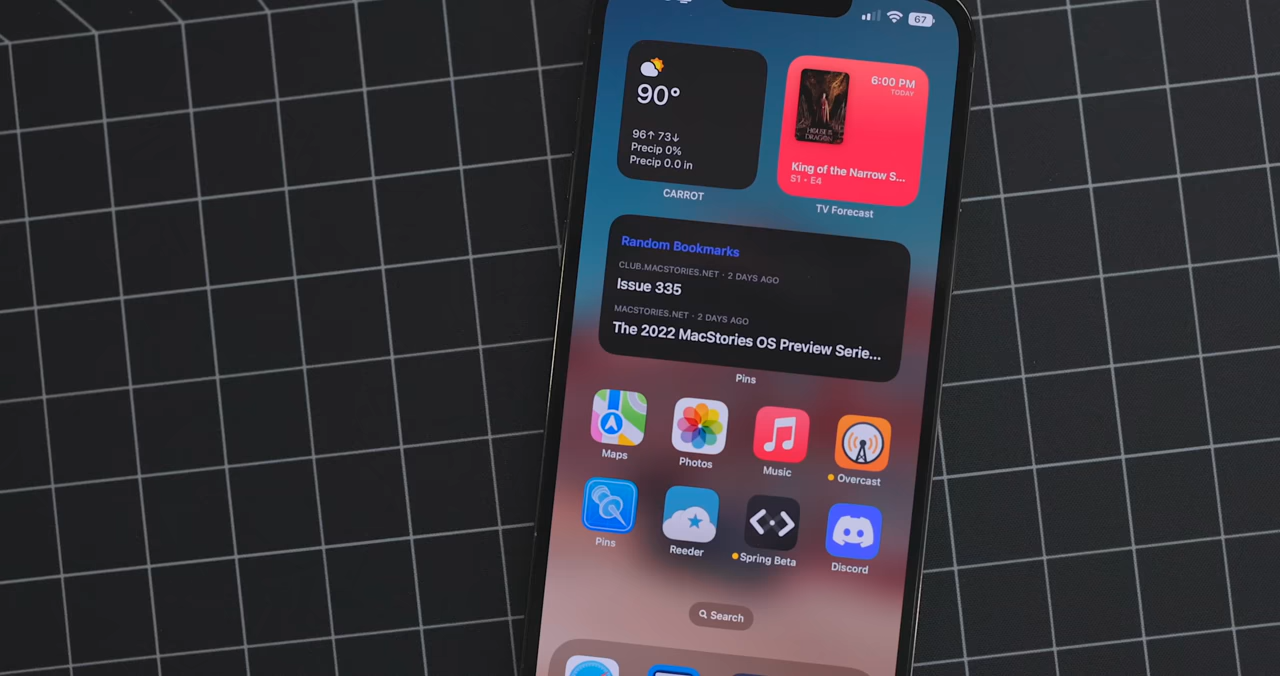 67
90°
96↑ 73↓
Precip 0%
Precip 0.0 in
CARROT
6:00 PM
TODAY
HOUSE OF THE DRAGON
King of the Narrow S...
S1 • E4
TV Forecast
Random Bookmarks
CLUB.MACSTORIES.NET · 2 DAYS AGO
Issue 335
MACSTORIES.NET · 2 DAYS AGO
The 2022 MacStories OS Preview Serie...
Pins
Maps
Photos
Music
Overcast
Pins
Reeder
Spring Beta
Discord
Search